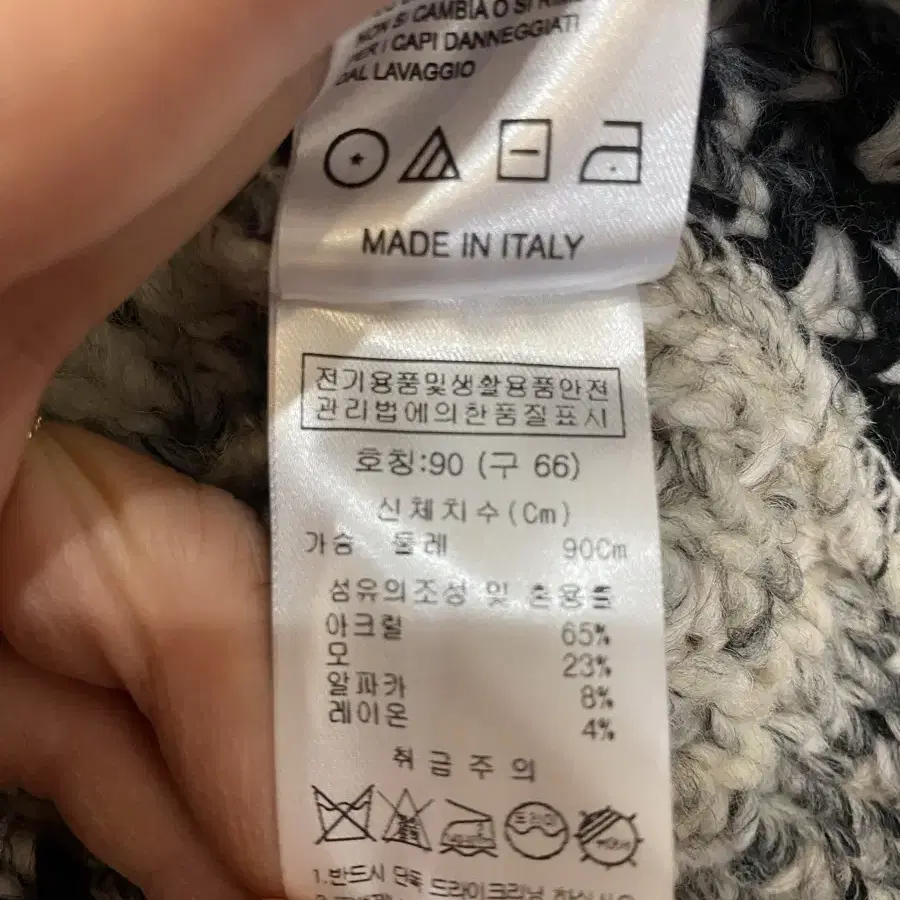 NON SI CAMBIA O SI
PER I CAPI DANNEGGIATI
DAL LAVAGGIO
MADE IN ITALY
전기용품및생활용품안전
관리법에의한품질표시
호칭:90 (구 66)
신체치수(Cm)
가슴 둘레 90Cm
섬유의조성 및 혼용률
아크릴 65%
모 23%
알파카 8%
레이온 4%
취급주의
드라이
1.반드시 단독 드라이크리닝 하십시오